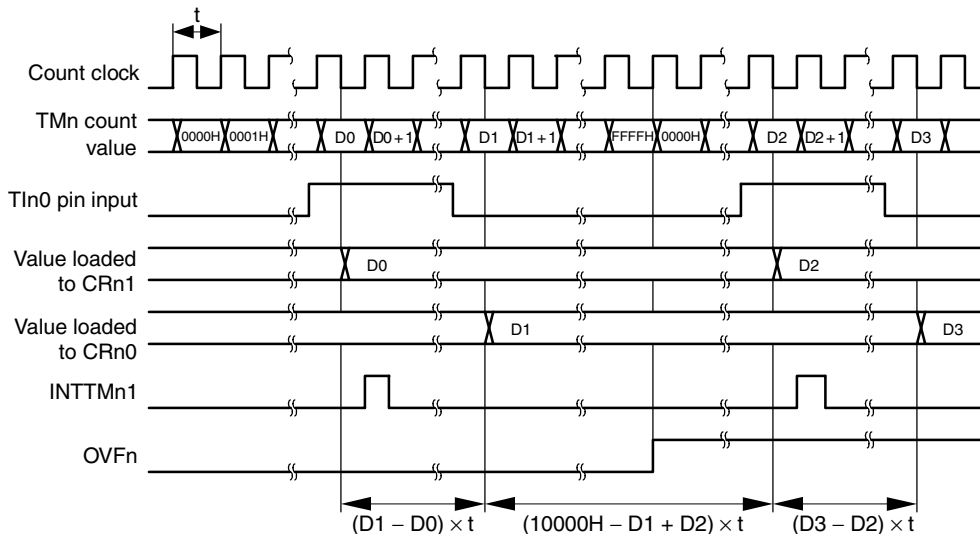 t
Count clock
TMn count
value
0000H 0001H D0 D0+1 D1 D1+1 FFFFH 0000H D2 D2+1 D3
TIn0 pin input
Value loaded
to CRn1
D0 D2
Value loaded
to CRn0
D1 D3
INTTMn1
OVFn
(D1 − D0) × t (10000H − D1 + D2) × t (D3 − D2) × t